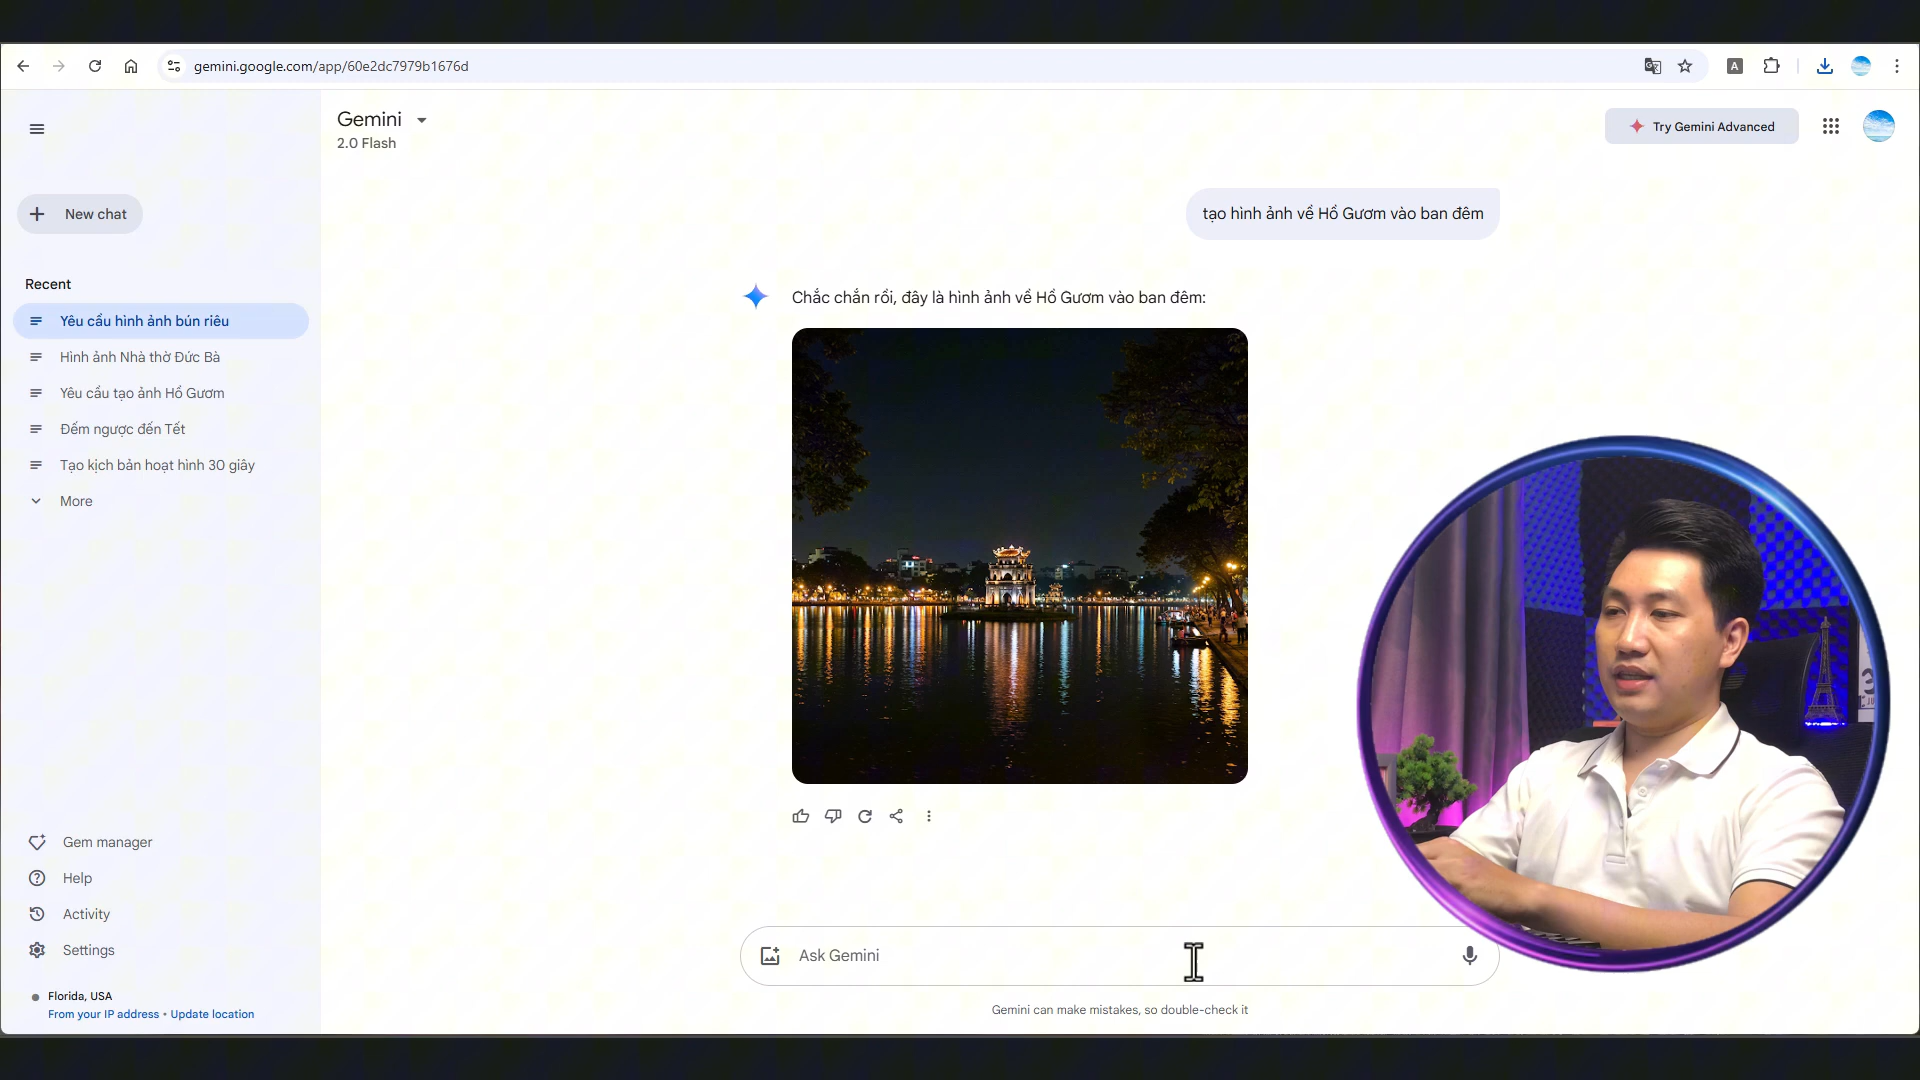 gemini.google.com/app/60e2dc7979b1676d
Gemini
2.0 Flash
Try Gemini Advanced
New chat
tạo hình ảnh về Hồ Gươm vào ban đêm
Recent
Chắc chắn rồi, đây là hình ảnh về Hồ Gươm vào ban đêm:
Yêu cầu hình ảnh bún riêu
Hình ảnh Nhà thờ Đức Bà
Yêu cầu tạo ảnh Hồ Gươm
Đếm ngược đến Tết
Tạo kịch bản hoạt hình 30 giây
More
Gem manager
Help
Activity
Settings
Ask Gemini
Florida, USA
From your IP address • Update location
Gemini can make mistakes, so double-check it